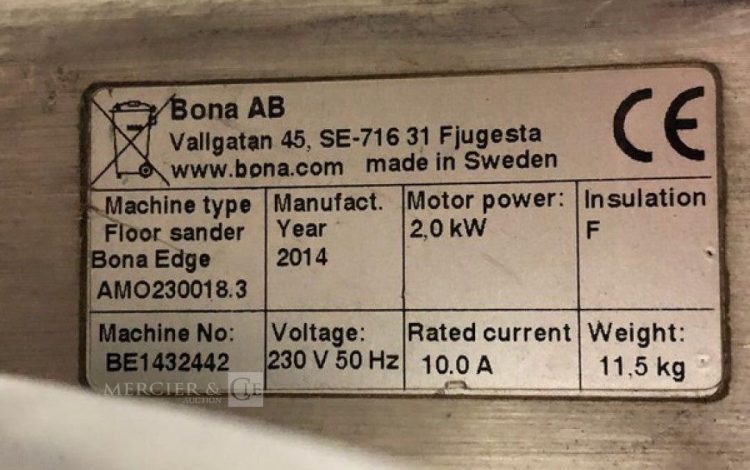 Bona AB
Vallgatan 45, SE-716 31 Fjugesta
www.bona.com made in Sweden
CE
Machine type
Floor sander
Bona Edge
AMO230018.3
Manufact.
Year
2014
Motor power:
2,0 kW
Insulation
F
Machine No:
BE1432442
Voltage:
230 V 50 Hz
Rated current
10.0 A
Weight:
11,5 kg
MERCIER & CIE
AUCTION